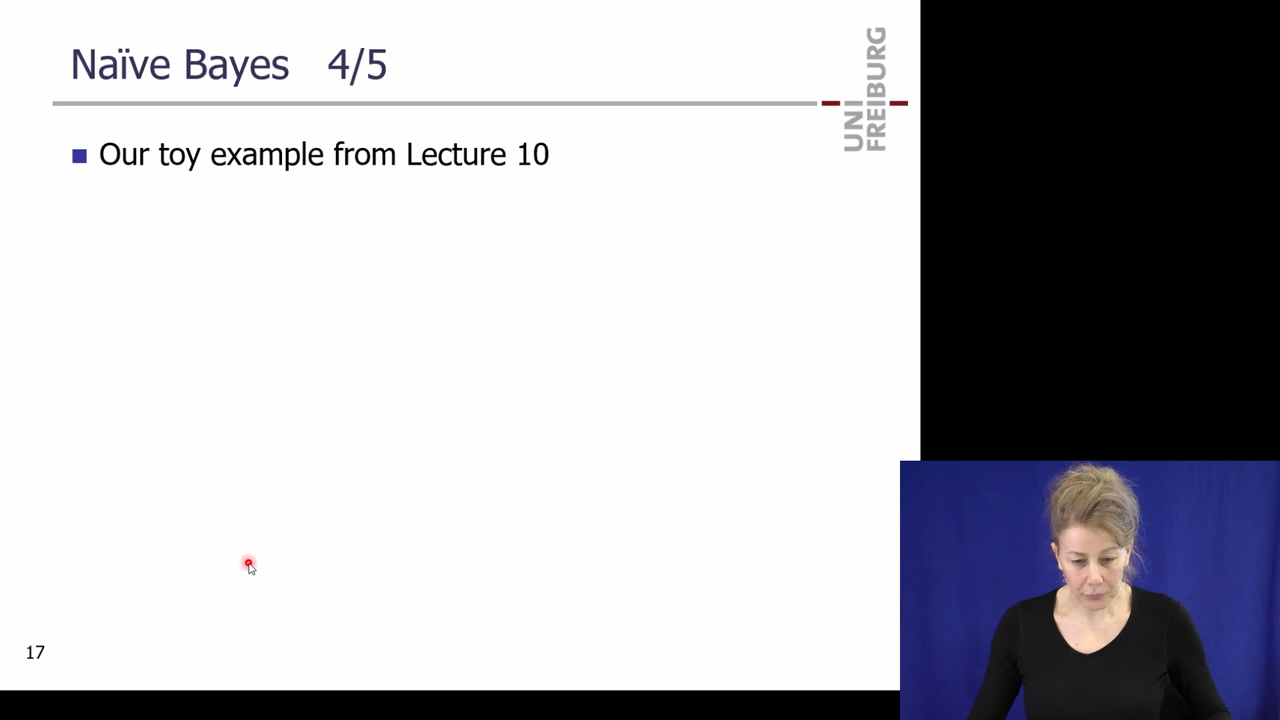 Naïve Bayes 4/5
UNI
FREIBURG
Our toy example from Lecture 10
17